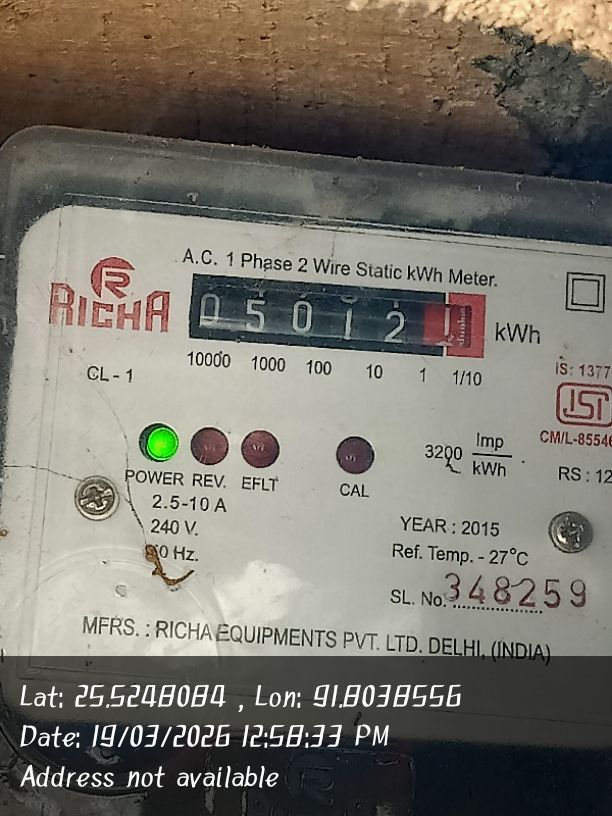 A.C. 1 Phase 2 Wire Static kWh Meter.
RICHA
05012 kWh
10000 1000 100 10 1 1/10
CL - 1
IS: 1377
CM/L-85546
3200 Imp/kWh
RS : 12
POWER REV. EFLT CAL
2.5-10 A
240 V.
YEAR : 2015
Hz.
Ref. Temp. - 27°C
SL. No. 348259
MFRS. : RICHA EQUIPMENTS PVT. LTD. DELHI, (INDIA)
Lat: 25.5248084 , Lon: 91.8038556
Date: 19/03/2026 12:58:33 PM
Address not available